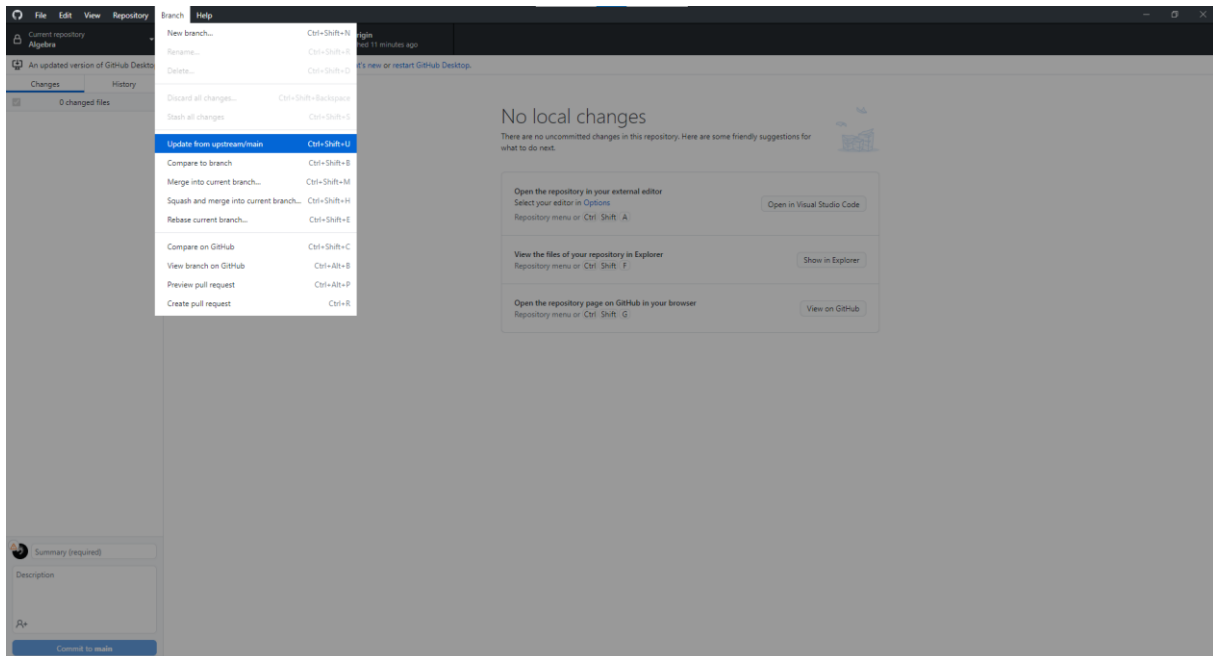 File Edit View Repository Branch Help
Current repository
Algebra
rigin
hed 11 minutes ago
An updated version of GitHub Deskto
t's new or restart GitHub Desktop.
Changes History
0 changed files
New branch... Ctrl+Shift+N
Rename... Ctrl+Shift+R
Delete... Ctrl+Shift+D
Discard all changes... Ctrl+Shift+Backspace
Stash all changes Ctrl+Shift+S
Update from upstream/main Ctrl+Shift+U
Compare to branch Ctrl+Shift+B
Merge into current branch... Ctrl+Shift+M
Squash and merge into current branch... Ctrl+Shift+H
Rebase current branch... Ctrl+Shift+E
Compare on GitHub Ctrl+Shift+C
View branch on GitHub Ctrl+Alt+B
Preview pull request Ctrl+Alt+P
Create pull request Ctrl+R
No local changes
There are no uncommitted changes in this repository. Here are some friendly suggestions for
what to do next.
Open the repository in your external editor
Select your editor in Options
Repository menu or Ctrl Shift A
Open in Visual Studio Code
View the files of your repository in Explorer
Repository menu or Ctrl Shift F
Show in Explorer
Open the repository page on GitHub in your browser
Repository menu or Ctrl Shift G
View on GitHub
Summary (required)
Description
Commit to main